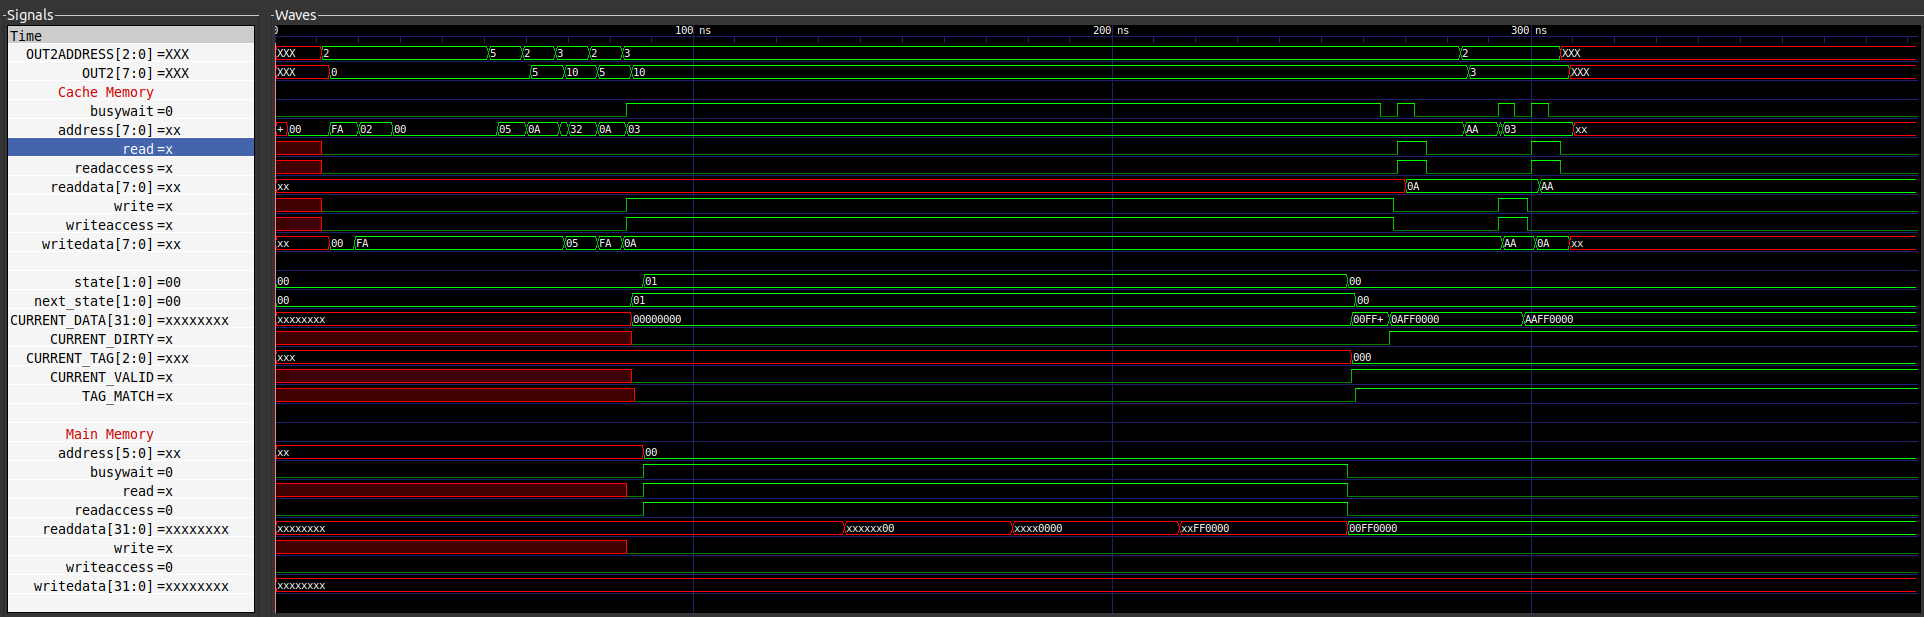 Signals
Waves
Time
0 100 ns 200 ns 300 ns
OUT2ADDRESS[2:0] =XXX XXX 2 5 2 3 2 3 2 XXX
OUT2[7:0] =XXX XXX 0 5 10 5 10 3 XXX
Cache Memory
busywait =0
address[7:0] =xx + 00 FA 02 00 05 0A 32 0A 03 AA 03 xx
read =x
readaccess =x
readdata[7:0] =xx xx 0A AA
write =x
writeaccess =x
writedata[7:0] =xx xx 00 FA 05 FA 0A AA 0A xx
state[1:0] =00 00 01 00
next_state[1:0] =00 00 01 00
CURRENT_DATA[31:0] =xxxxxxxx xxxxxxxx 00000000 00FF+ 0AFF0000 AAFF0000
CURRENT_DIRTY =x
CURRENT_TAG[2:0] =xxx xxx 000
CURRENT_VALID =x
TAG_MATCH =x
Main Memory
address[5:0] =xx xx 00
busywait =0
read =x
readaccess =0
readdata[31:0] =xxxxxxxx xxxxxxxx xxxxxx00 xxxx0000 xxFF0000 00FF0000
write =x
writeaccess =0
writedata[31:0] =xxxxxxxx xxxxxxxx